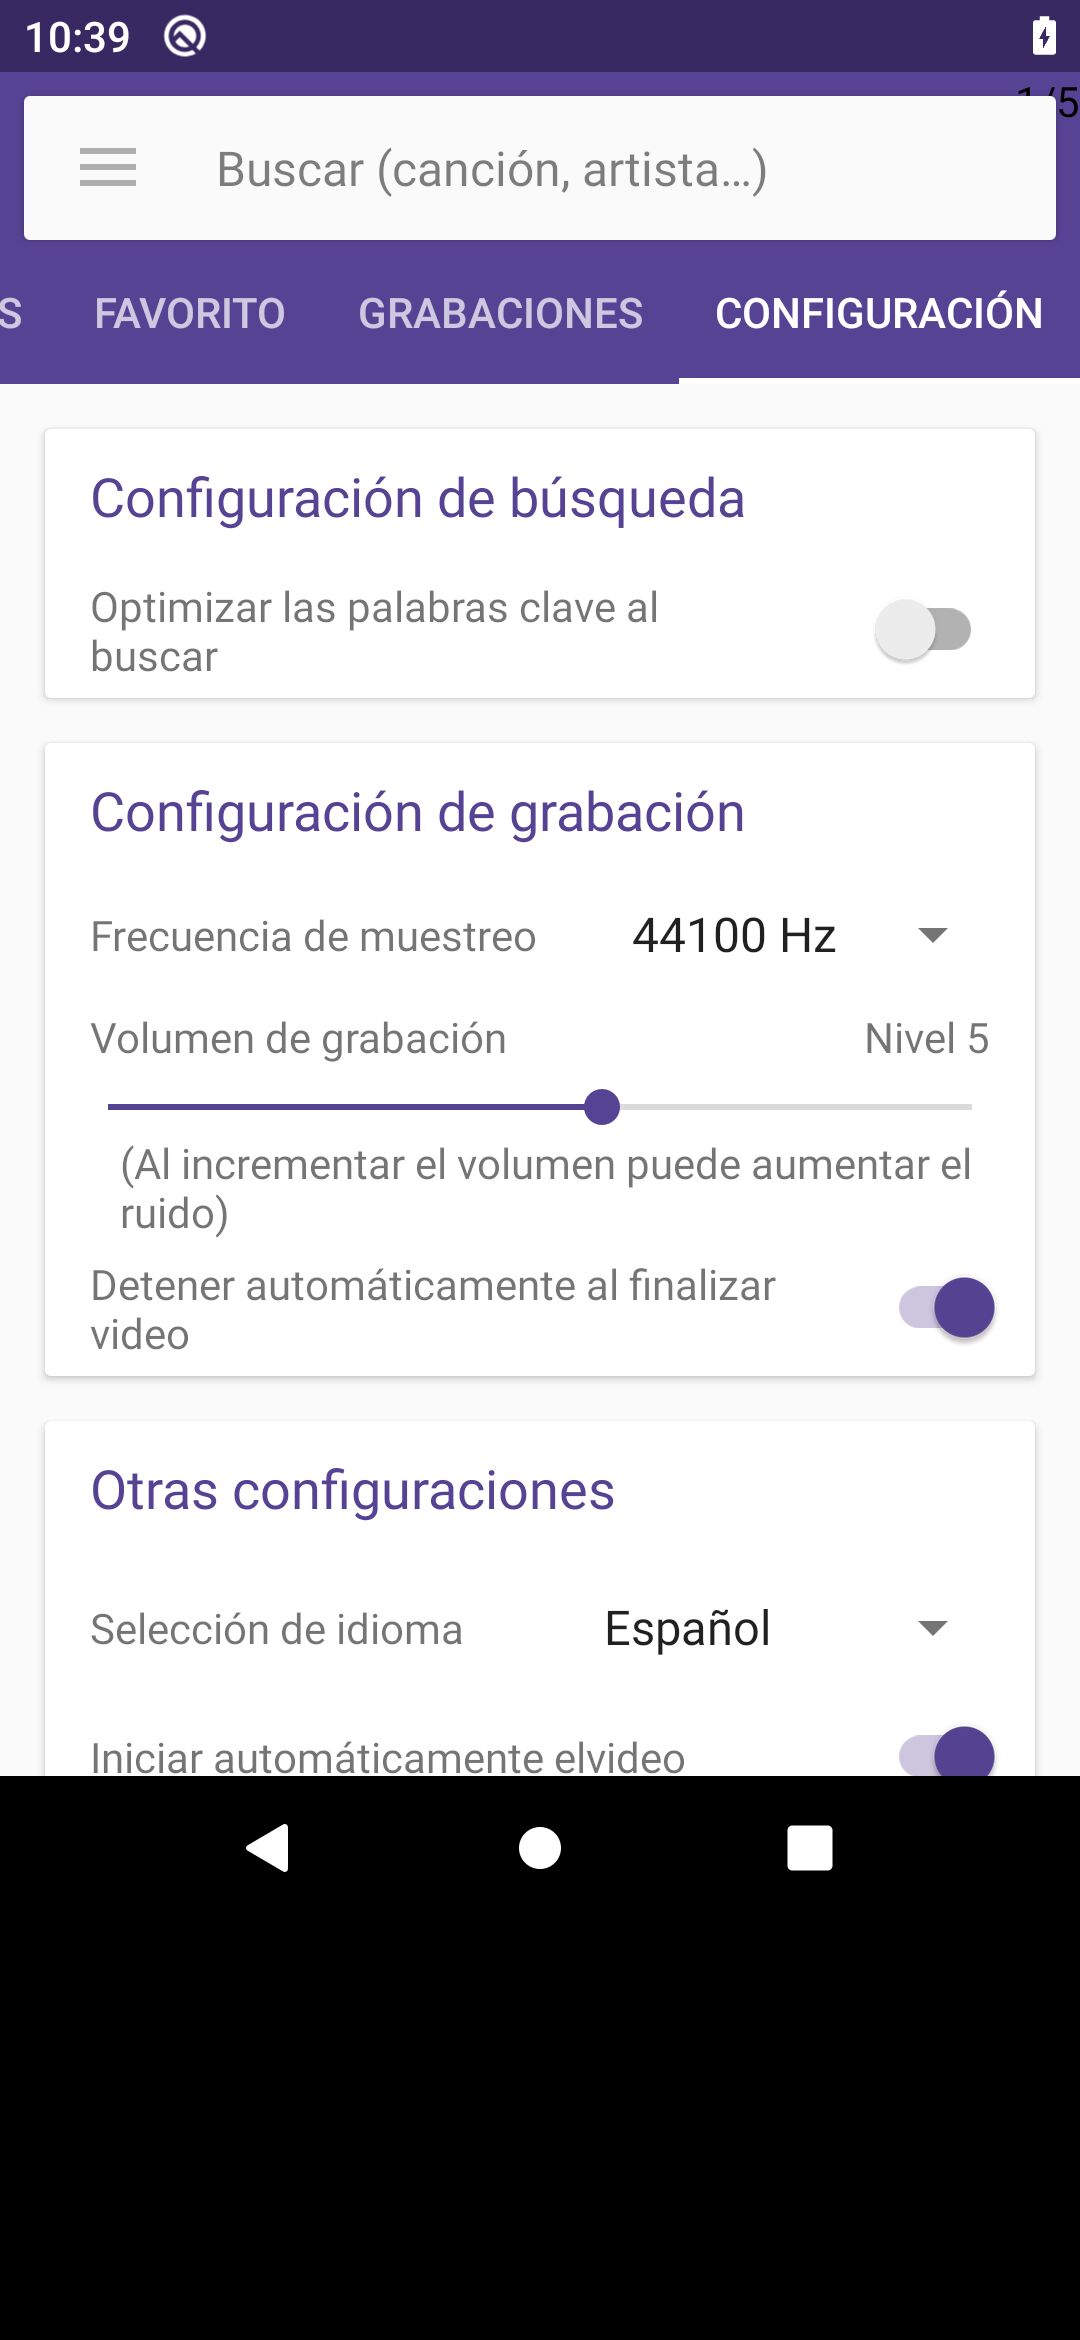 10:39
1/5
Buscar (canción, artista...)
S FAVORITO GRABACIONES CONFIGURACIÓN
Configuración de búsqueda
Optimizar las palabras clave al
buscar
Configuración de grabación
Frecuencia de muestreo 44100 Hz
Volumen de grabación Nivel 5
(Al incrementar el volumen puede aumentar el
ruido)
Detener automáticamente al finalizar
video
Otras configuraciones
Selección de idioma Español
Iniciar automáticamente elvideo